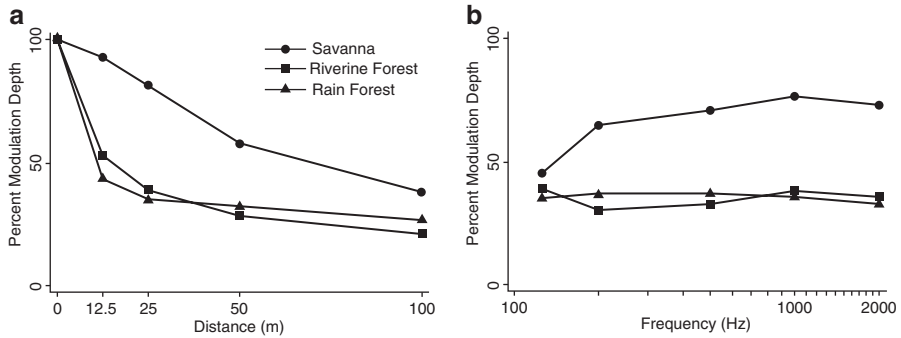 a
100
50
0
Percent Modulation Depth
Savanna
Riverine Forest
Rain Forest
0 12.5 25 50 100
Distance (m)
b
100
50
0
Percent Modulation Depth
100 1000 2000
Frequency (Hz)